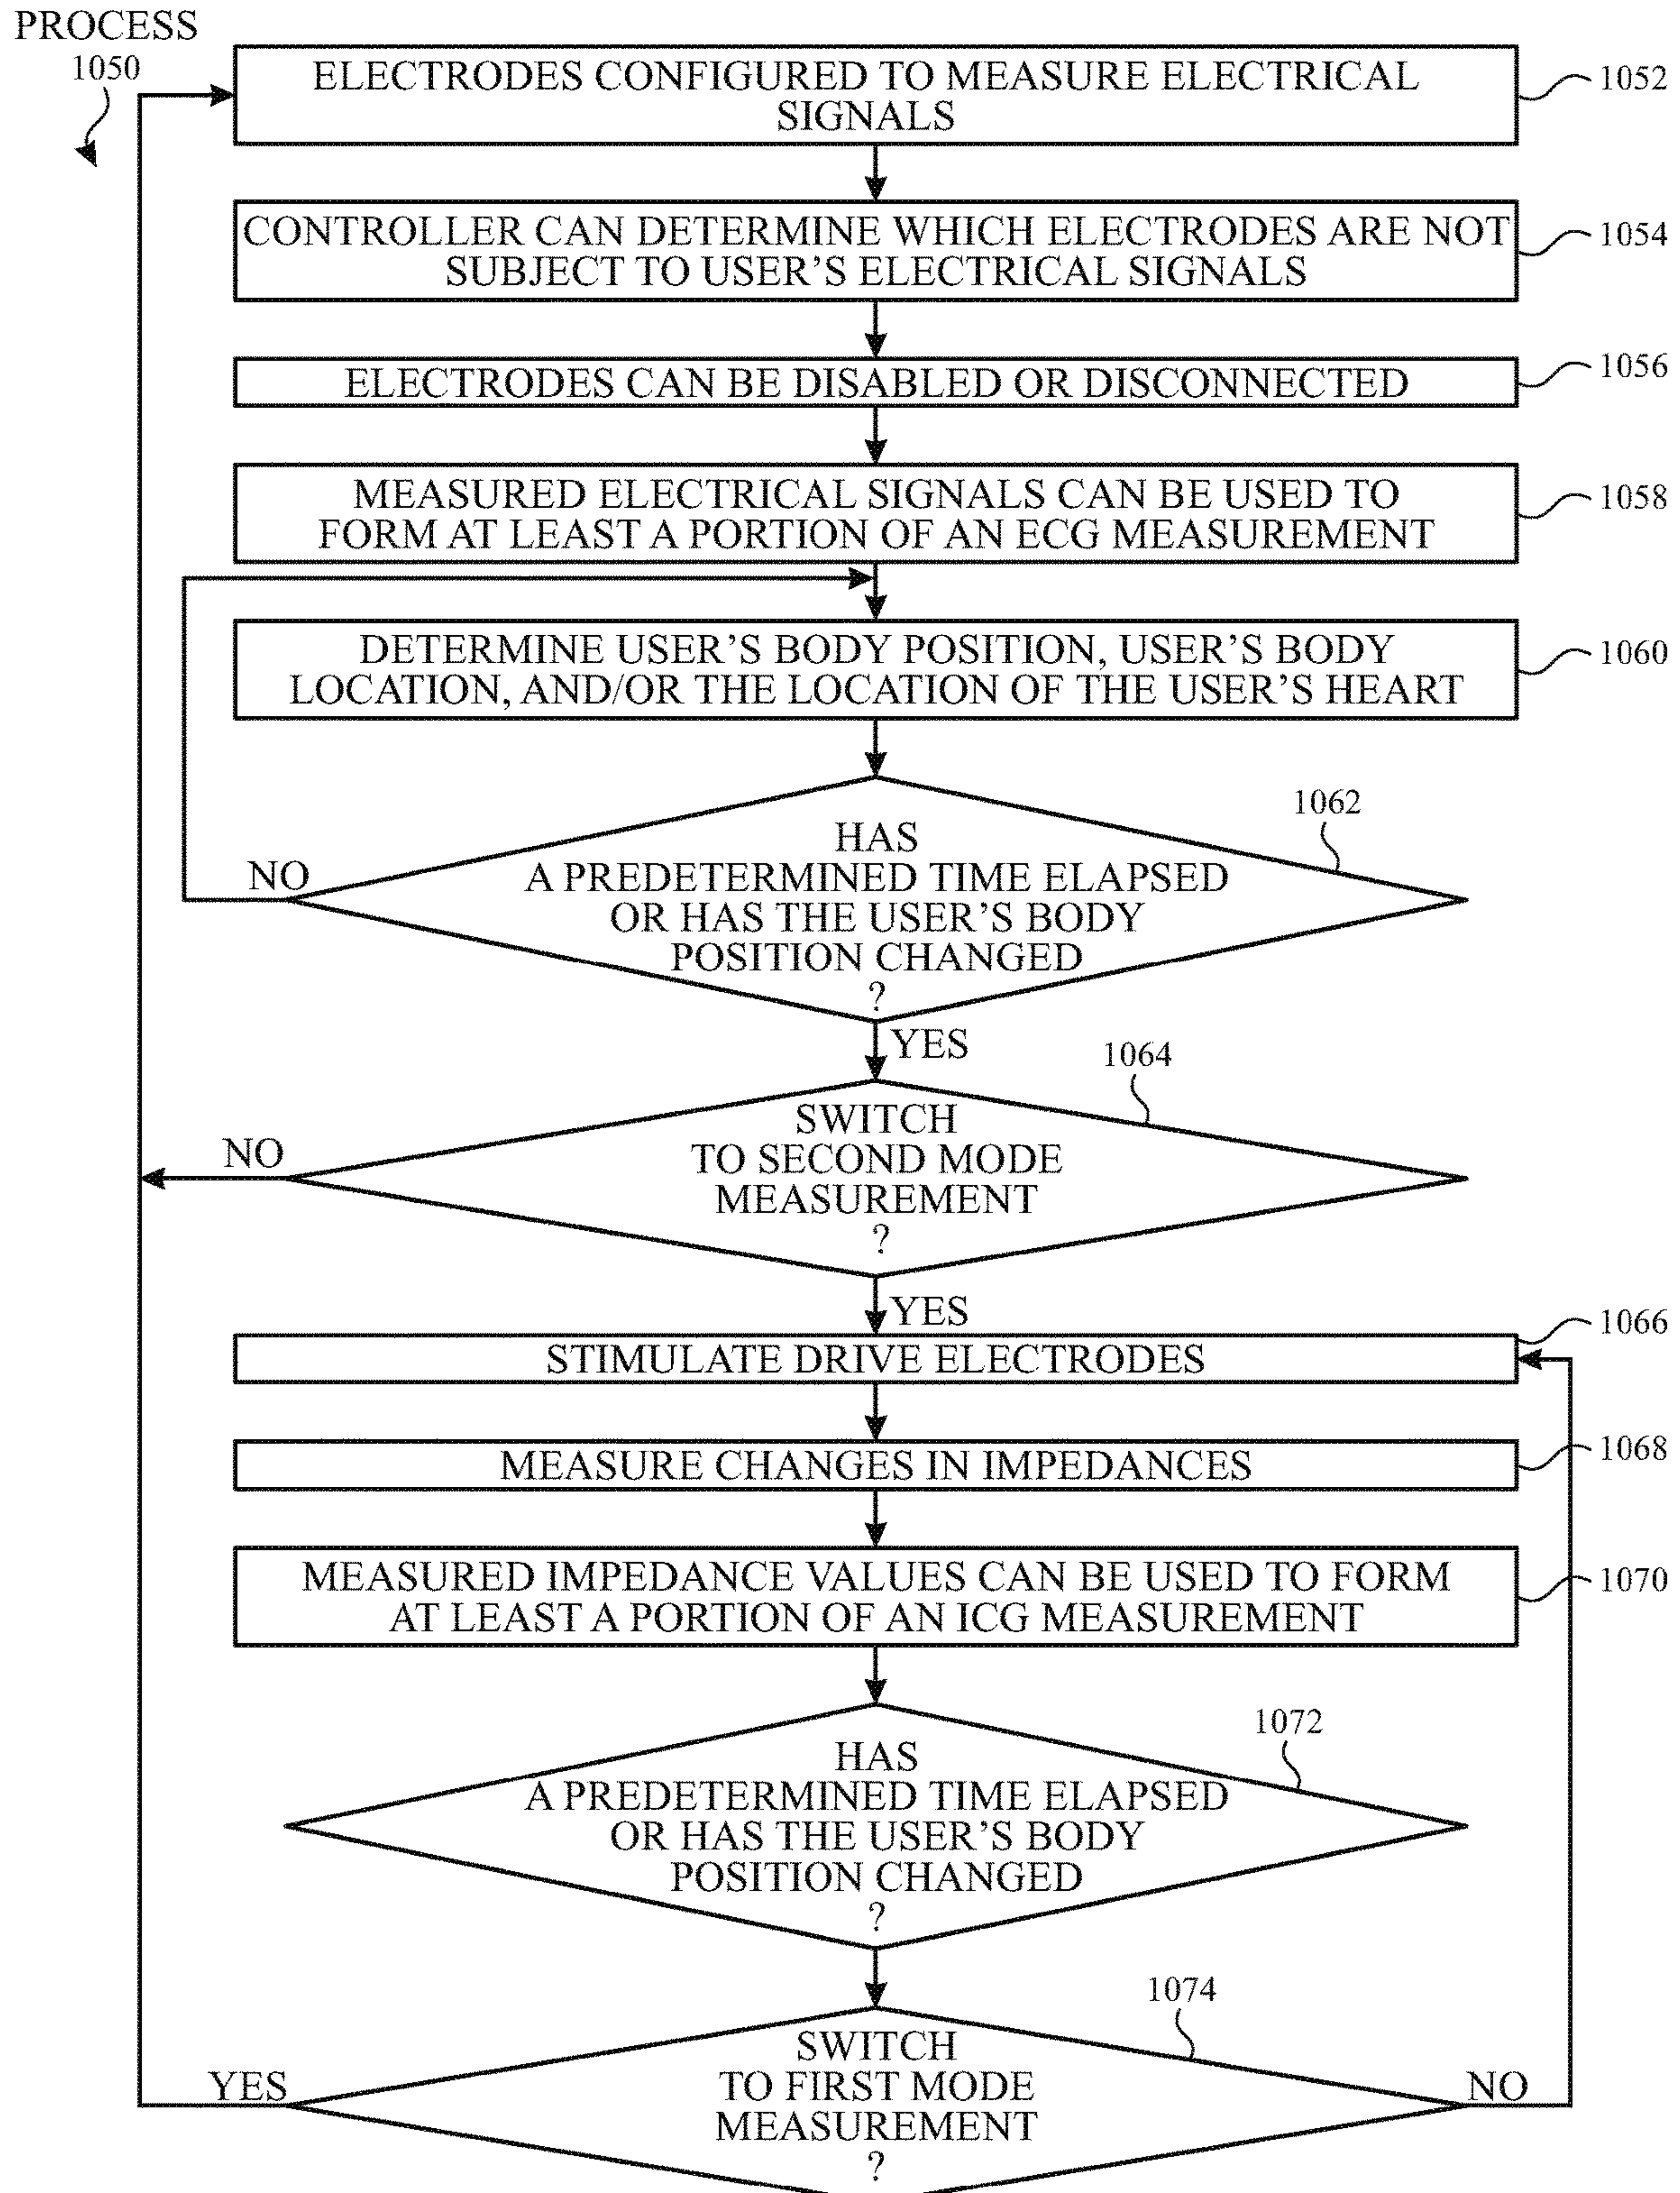 PROCESS
1050
ELECTRODES CONFIGURED TO MEASURE ELECTRICAL
SIGNALS
1052
CONTROLLER CAN DETERMINE WHICH ELECTRODES ARE NOT
SUBJECT TO USER'S ELECTRICAL SIGNALS
1054
ELECTRODES CAN BE DISABLED OR DISCONNECTED
1056
MEASURED ELECTRICAL SIGNALS CAN BE USED TO
FORM AT LEAST A PORTION OF AN ECG MEASUREMENT
1058
DETERMINE USER'S BODY POSITION, USER'S BODY
LOCATION, AND/OR THE LOCATION OF THE USER'S HEART
1060
1062
HAS
A PREDETERMINED TIME ELAPSED
OR HAS THE USER'S BODY
POSITION CHANGED
?
NO
YES
1064
SWITCH
TO SECOND MODE
MEASUREMENT
?
NO
YES
STIMULATE DRIVE ELECTRODES
1066
MEASURE CHANGES IN IMPEDANCES
1068
MEASURED IMPEDANCE VALUES CAN BE USED TO FORM
AT LEAST A PORTION OF AN ICG MEASUREMENT
1070
1072
HAS
A PREDETERMINED TIME ELAPSED
OR HAS THE USER'S BODY
POSITION CHANGED
?
1074
SWITCH
TO FIRST MODE
MEASUREMENT
?
YES
NO